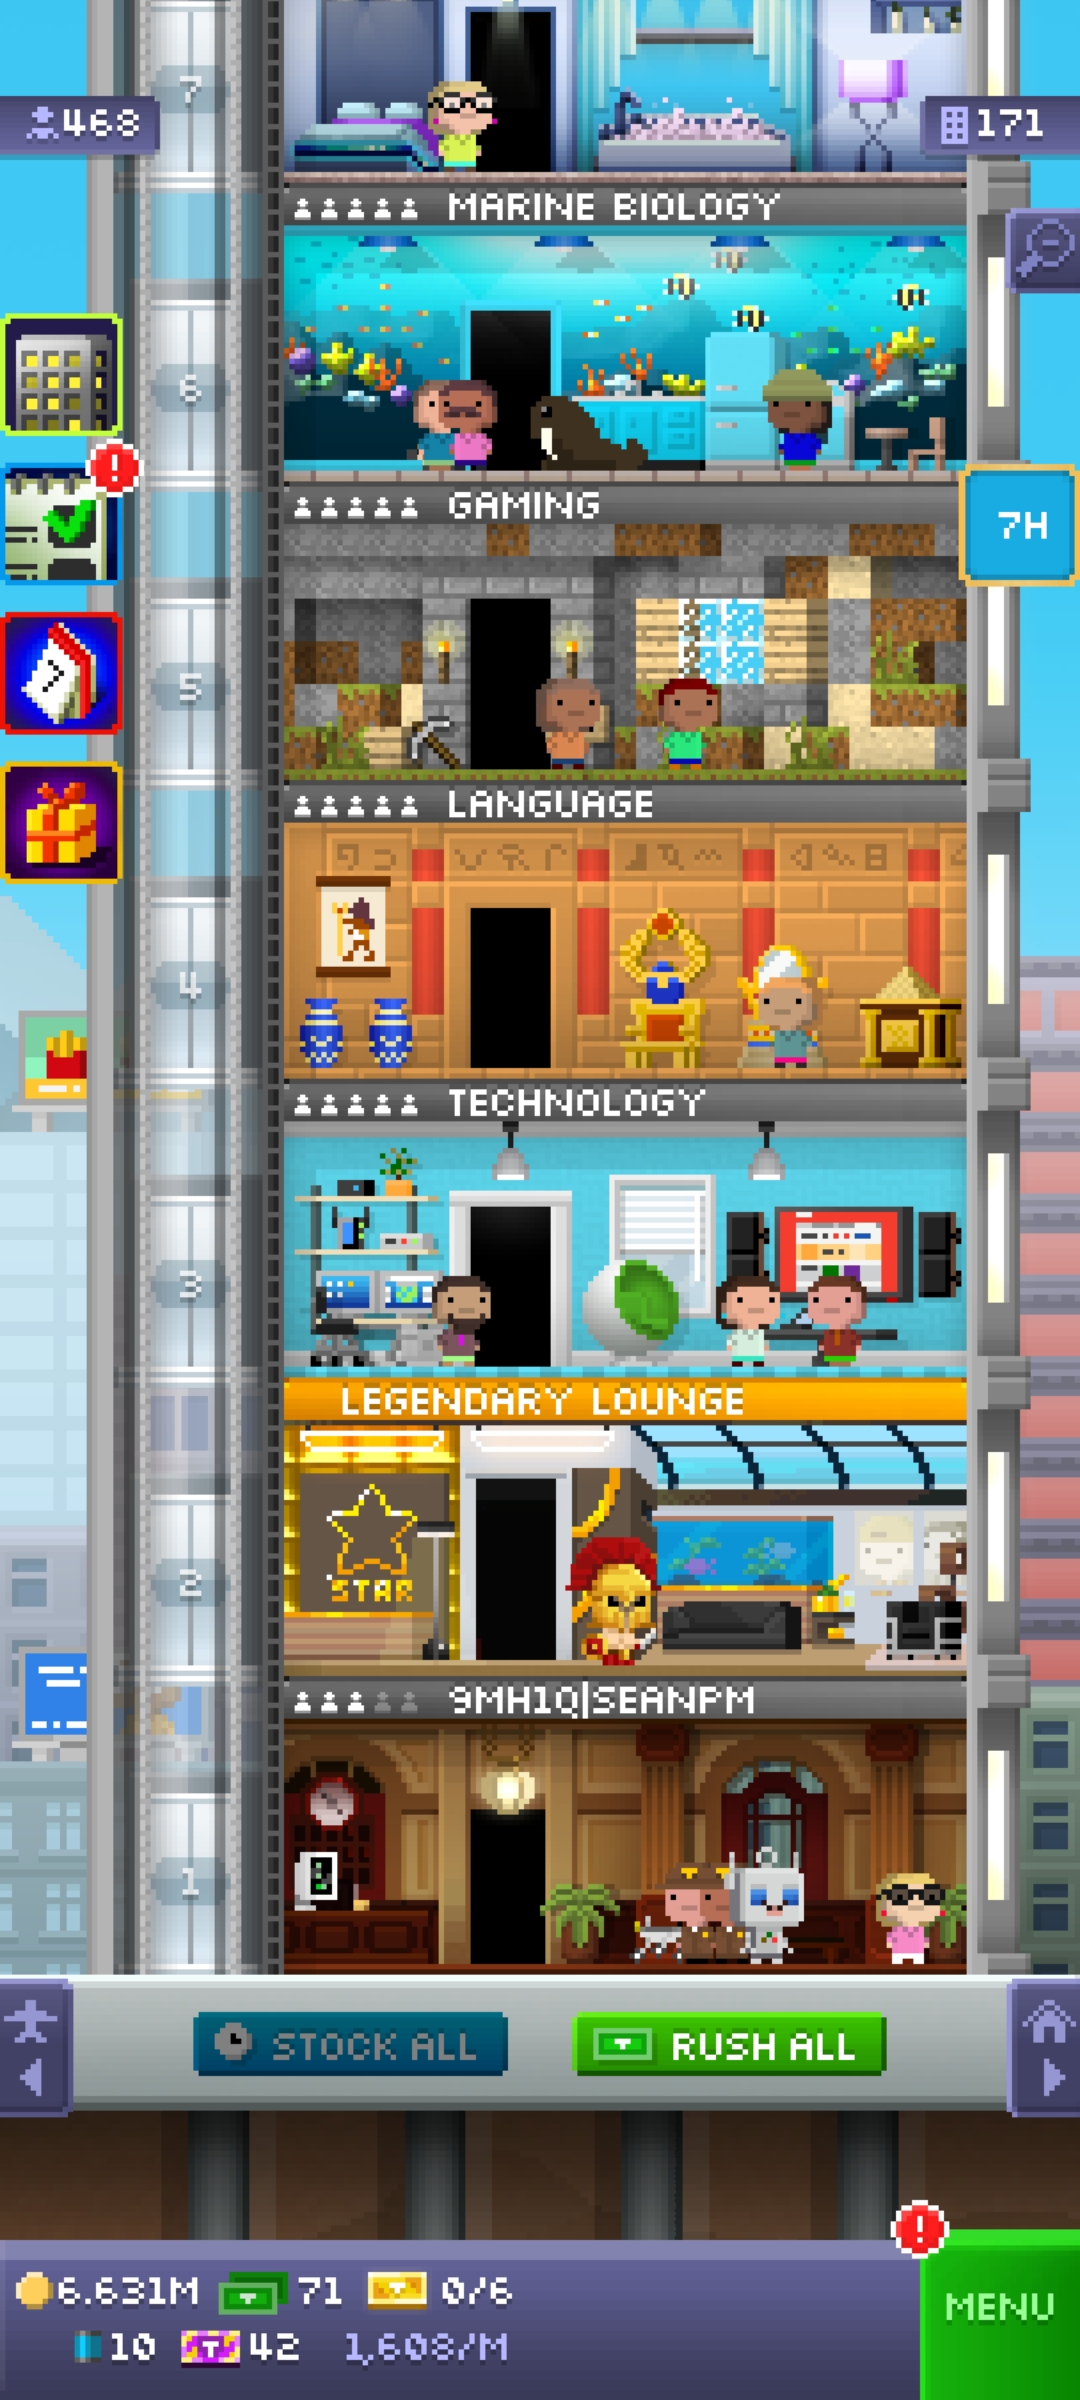 7
468
171
MARINE BIOLOGY
6
GAMING
7H
5
7
LANGUAGE
4
TECHNOLOGY
3
LEGENDARY LOUNGE
2
STAR
9MH1Q|SEANPM
1
STOCK ALL
RUSH ALL
6.631M 71 0/6
MENU
10 T 42 1,608/M